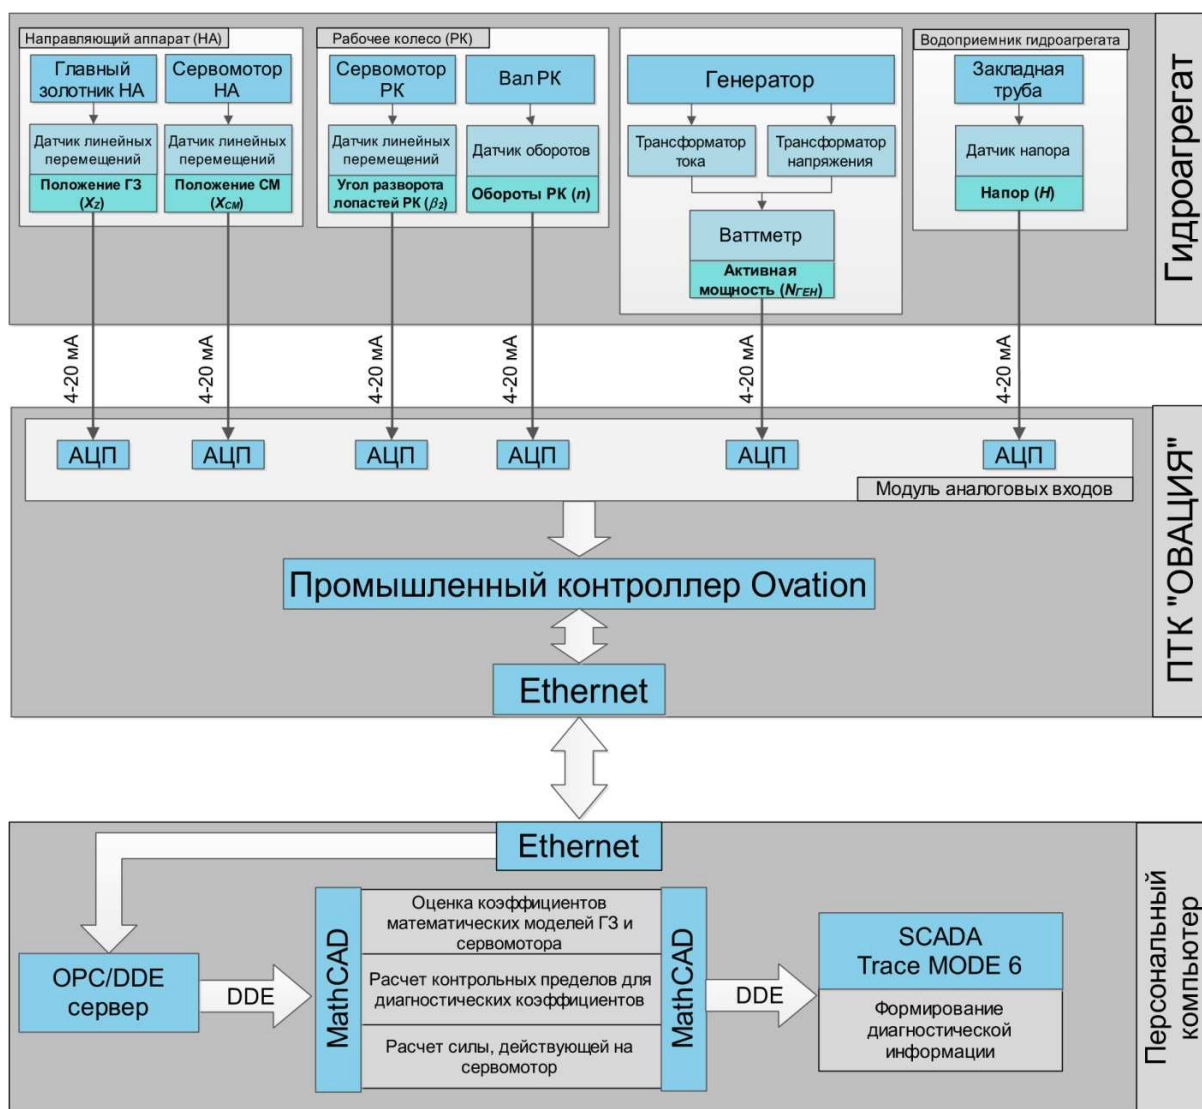 Направляющий аппарат (НА)
Главный
золотник НА
Сервомотор
НА
Датчик линейных
перемещений
Датчик линейных
перемещений
Положение ГЗ
(XZ)
Положение СМ
(XСМ)
Рабочее колесо (РК)
Сервомотор
РК
Вал РК
Датчик линейных
перемещений
Датчик оборотов
Угол разворота
лопастей РК (β2)
Обороты РК (n)
Генератор
Трансформатор
тока
Трансформатор
напряжения
Ваттметр
Активная
мощность (NГЕН)
Водоприемник гидроагрегата
Закладная
труба
Датчик напора
Напор (H)
Гидроагрегат
4-20 мА
4-20 мА
4-20 мА
4-20 мА
4-20 мА
4-20 мА
АЦП
АЦП
АЦП
АЦП
АЦП
АЦП
Модуль аналоговых входов
Промышленный контроллер Ovation
Ethernet
ПТК "ОВАЦИЯ"
Ethernet
OPC/DDE
сервер
DDE
MathCAD
Оценка коэффициентов
математических моделей ГЗ и
сервомотора
Расчет контрольных пределов для
диагностических коэффициентов
Расчет силы, действующей на
сервомотор
MathCAD
DDE
SCADA
Trace MODE 6
Формирование
диагностической
информации
Персональный
компьютер